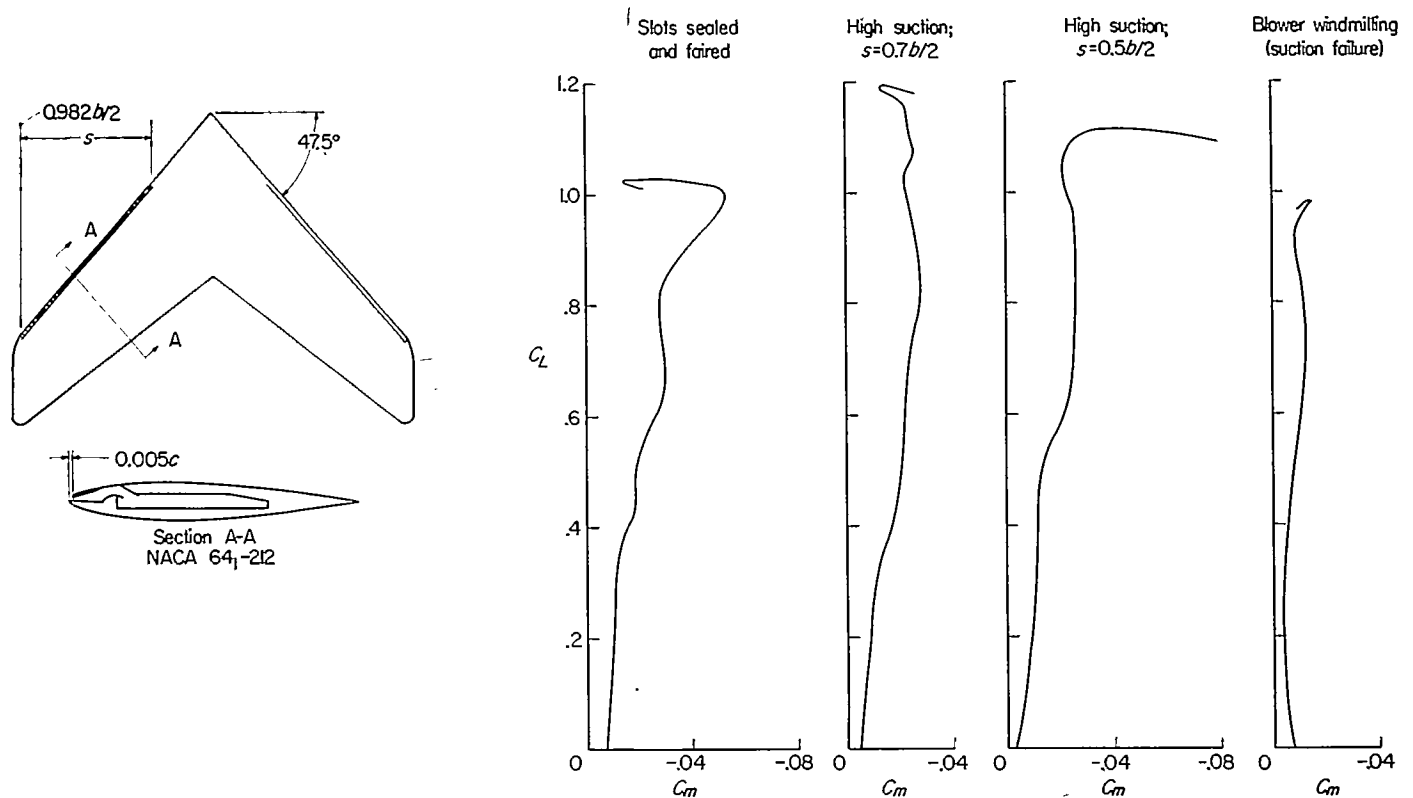 0.982b/2
s
47.5°
A
A
0.005c
Section A-A
NACA 64₁-212
Slots sealed
and faired
High suction;
s=0.7b/2
High suction;
s=0.5b/2
Blower windmilling
(suction failure)
1.2
1.0
.8
C_L
.6
.4
.2
0 -.04 -.08
C_m
0 -.04
C_m
0 -.04 -.08
C_m
0 -.04
C_m